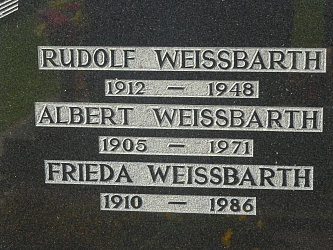 RUDOLF WEISSBARTH
1912 — 1948
ALBERT WEISSBARTH
1905 — 1971
FRIEDA WEISSBARTH
1910 — 1986